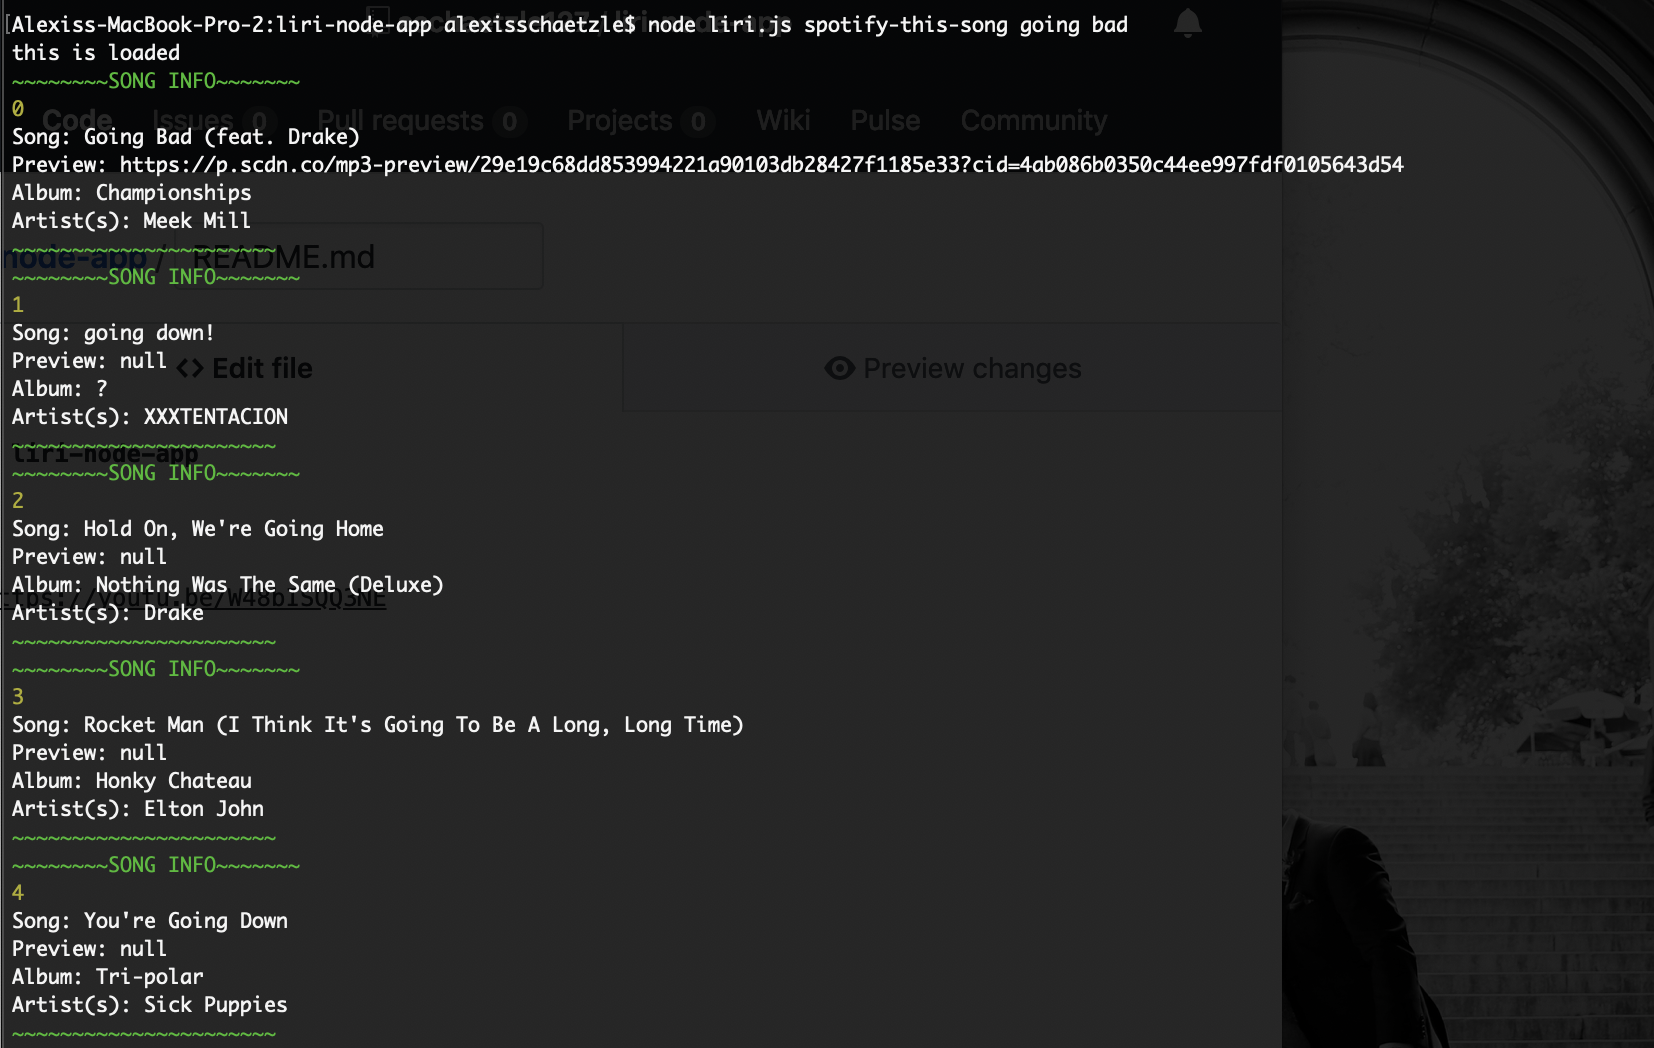 Alexiss-MacBook-Pro-2:liri-node-app alexisschaetzle$ node liri.js spotify-this-song going bad
this is loaded
~~~~~~~~SONG INFO~~~~~~~
0
Code Issues 0 Pull requests 0 Projects 0 Wiki Pulse Community
Song: Going Bad (feat. Drake)
Preview: https://p.scdn.co/mp3-preview/29e19c68dd853994221a90103db28427f1185e33?cid=4ab086b0350c44ee997fdf0105643d54
Album: Championships
Artist(s): Meek Mill
~~~~~~~~~~~~~~~~~~~~~~
node-app / README.md
~~~~~~~~SONG INFO~~~~~~~
1
Song: going down!
Preview: null
<> Edit file Preview changes
Album: ?
Artist(s): XXXTENTACION
~~~~~~~~~~~~~~~~~~~~~~
liri-node-app
~~~~~~~~SONG INFO~~~~~~~
2
Song: Hold On, We're Going Home
Preview: null
Album: Nothing Was The Same (Deluxe)
Artist(s): Drake
~~~~~~~~~~~~~~~~~~~~~~
~~~~~~~~SONG INFO~~~~~~~
3
Song: Rocket Man (I Think It's Going To Be A Long, Long Time)
Preview: null
Album: Honky Chateau
Artist(s): Elton John
~~~~~~~~~~~~~~~~~~~~~~
~~~~~~~~SONG INFO~~~~~~~
4
Song: You're Going Down
Preview: null
Album: Tri-polar
Artist(s): Sick Puppies
~~~~~~~~~~~~~~~~~~~~~~